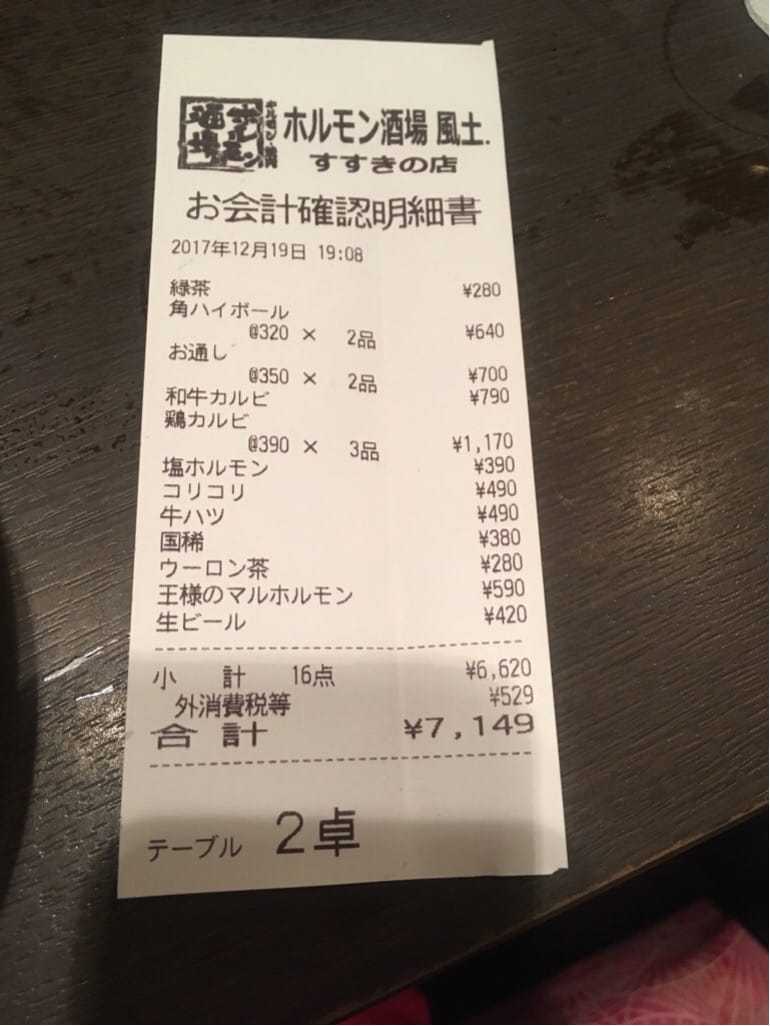 ホルモン酒場
ホルモン酒場 風土.
すすきの店
お会計確認明細書
2017年12月19日 19:08
緑茶 ¥280
角ハイボール
@320 × 2品 ¥640
お通し
@350 × 2品 ¥700
和牛カルビ ¥790
鶏カルビ
@390 × 3品 ¥1,170
塩ホルモン ¥390
コリコリ ¥490
牛ハツ ¥490
国稀 ¥380
ウーロン茶 ¥280
王様のマルホルモン ¥590
生ビール ¥420
小計 16点 ¥6,620
外消費税等 ¥529
合計 ¥7,149
テーブル 2卓